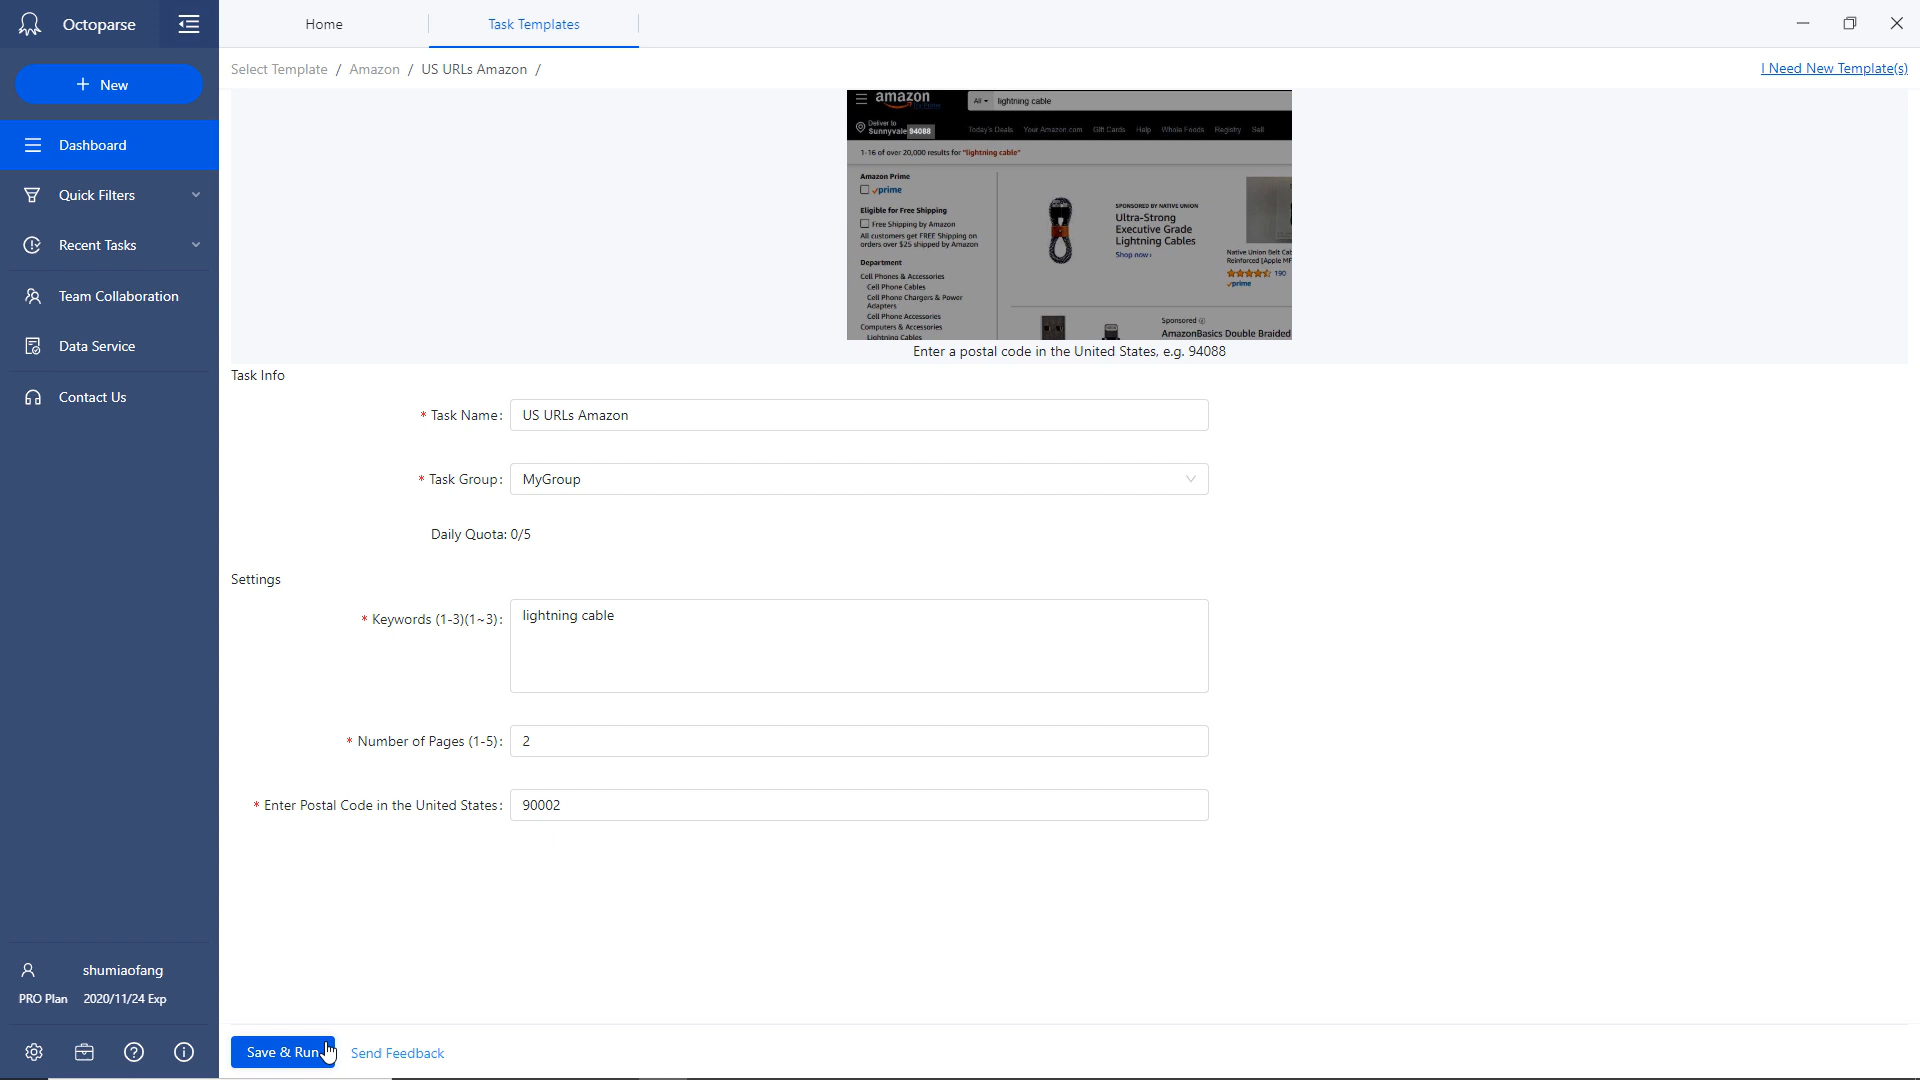 Octoparse
Home
Task Templates
New
Select Template / Amazon / US URLs Amazon /
I Need New Template(s)
Dashboard
Quick Filters
Recent Tasks
Team Collaboration
Data Service
Contact Us
amazon
All
lightning cable
Deliver to
Sunnyvale 94088
Today's Deals Your Amazon.com Gift Cards Help Whole Foods Registry Sell
1-16 of over 20,000 results for "lightning cable"
Amazon Prime
prime
Eligible for Free Shipping
Free Shipping by Amazon
All customers get FREE Shipping on
orders over $25 shipped by Amazon
Department
Cell Phones & Accessories
Cell Phone Cables
Cell Phone Chargers & Power
Adapters
Cell Phone Accessories
Computers & Accessories
Lightning Cables
SPONSORED BY NATIVE UNION
Ultra-Strong
Executive Grade
Lightning Cables
Shop now ›
Native Union Belt Cab
Reinforced [Apple MF
190
prime
Sponsored
AmazonBasics Double Braided
Enter a postal code in the United States, e.g. 94088
Task Info
* Task Name: US URLs Amazon
* Task Group: MyGroup
Daily Quota: 0/5
Settings
* Keywords (1-3)(1~3): lightning cable
* Number of Pages (1-5): 2
* Enter Postal Code in the United States: 90002
shumiaofang
PRO Plan 2020/11/24 Exp
Save & Run
Send Feedback